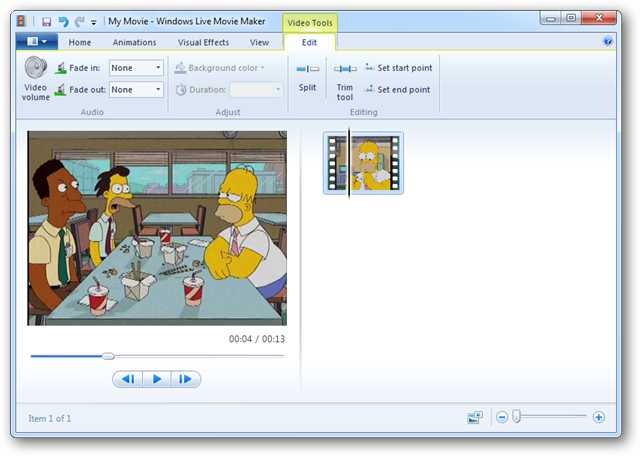 My Movie - Windows Live Movie Maker
Video Tools
Home
Animations
Visual Effects
View
Edit
Video volume
Fade in: None
Fade out: None
Audio
Background color
Duration:
Adjust
Split
Trim tool
Set start point
Set end point
Editing
00:04 / 00:13
Item 1 of 1